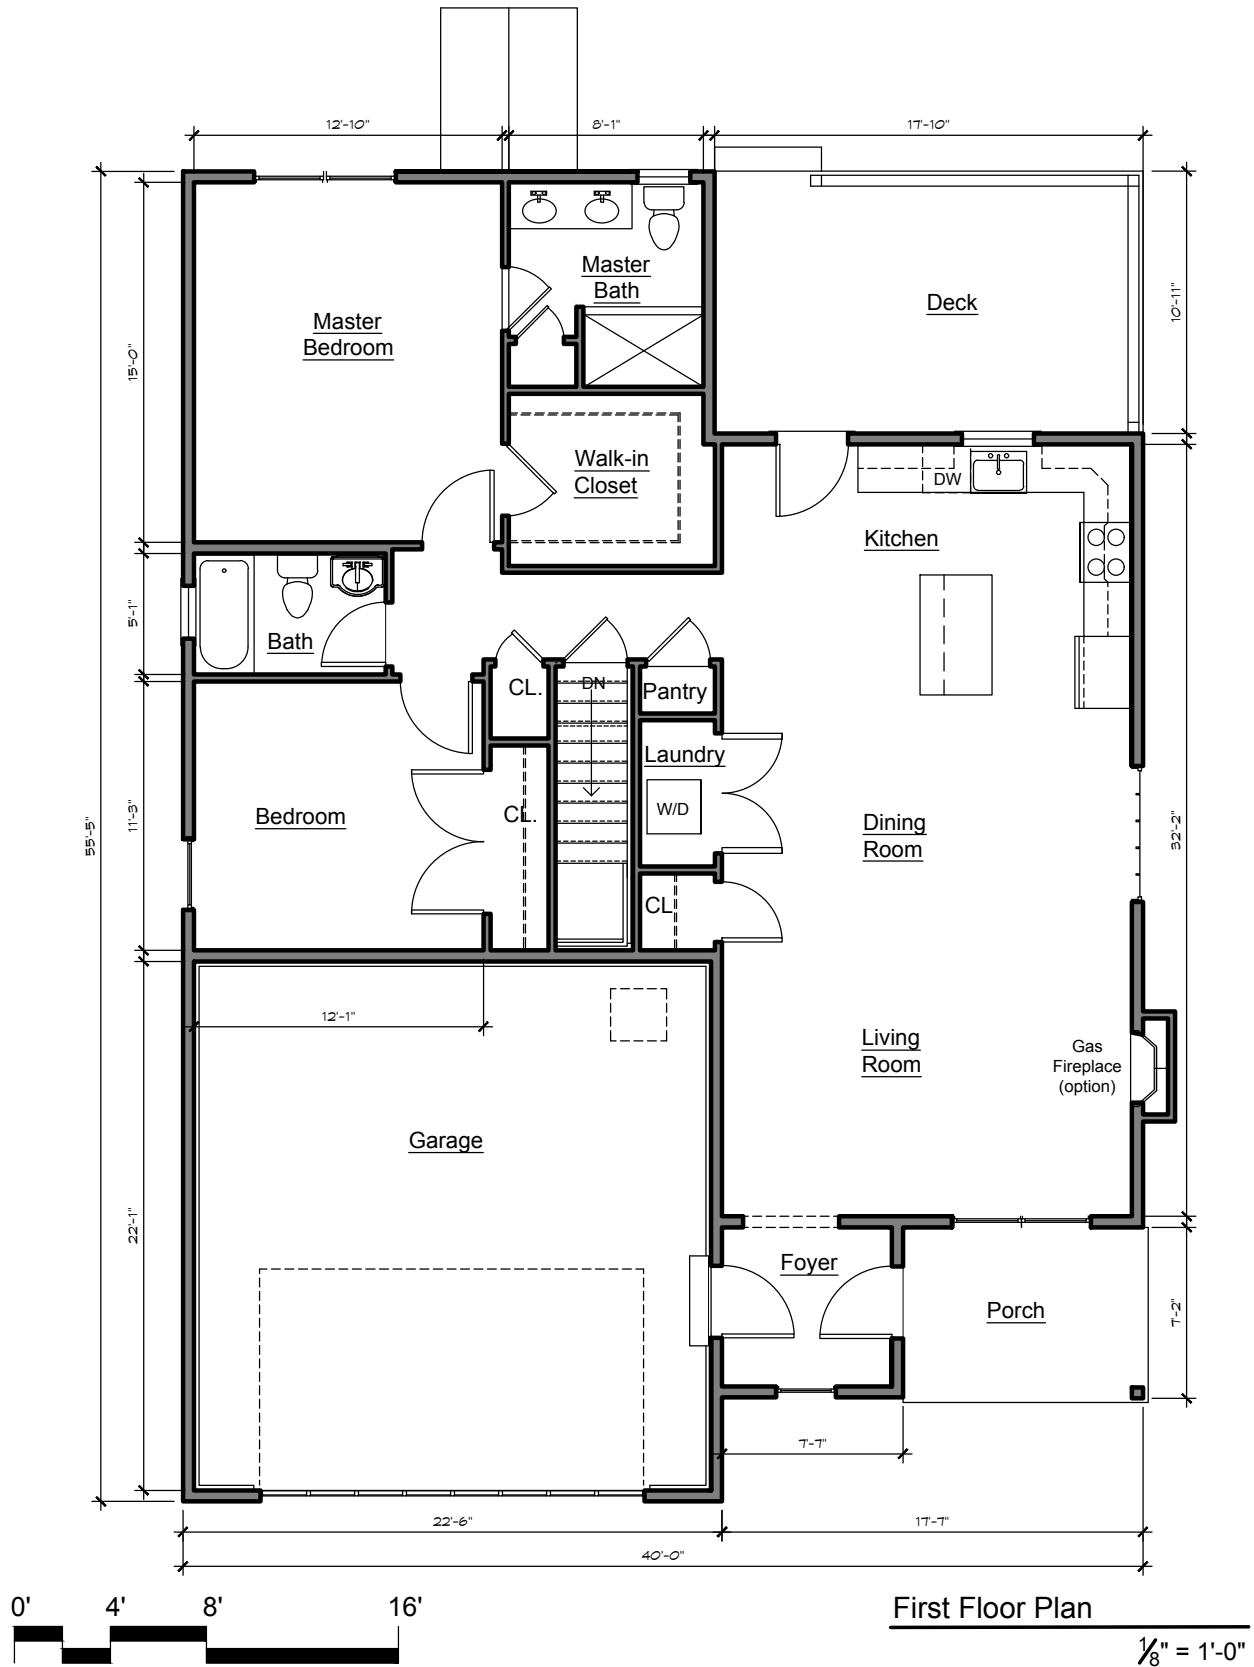 12'-10"
8'-1"
17'-10"
Master
Bath
Deck
10'-11"
Master
Bedroom
15'-0"
Walk-in
Closet
DW
Kitchen
5'-1"
Bath
CL.
DN
Pantry
Laundry
W/D
Bedroom
CL.
11'-3"
55'-5"
Dining
Room
32'-2"
CL
12'-1"
Living
Room
Gas
Fireplace
(option)
Garage
22'-1"
Foyer
Porch
7'-2"
7'-7"
22'-6"
17'-7"
40'-0"
0' 4' 8' 16'
First Floor Plan
1/8" = 1'-0"